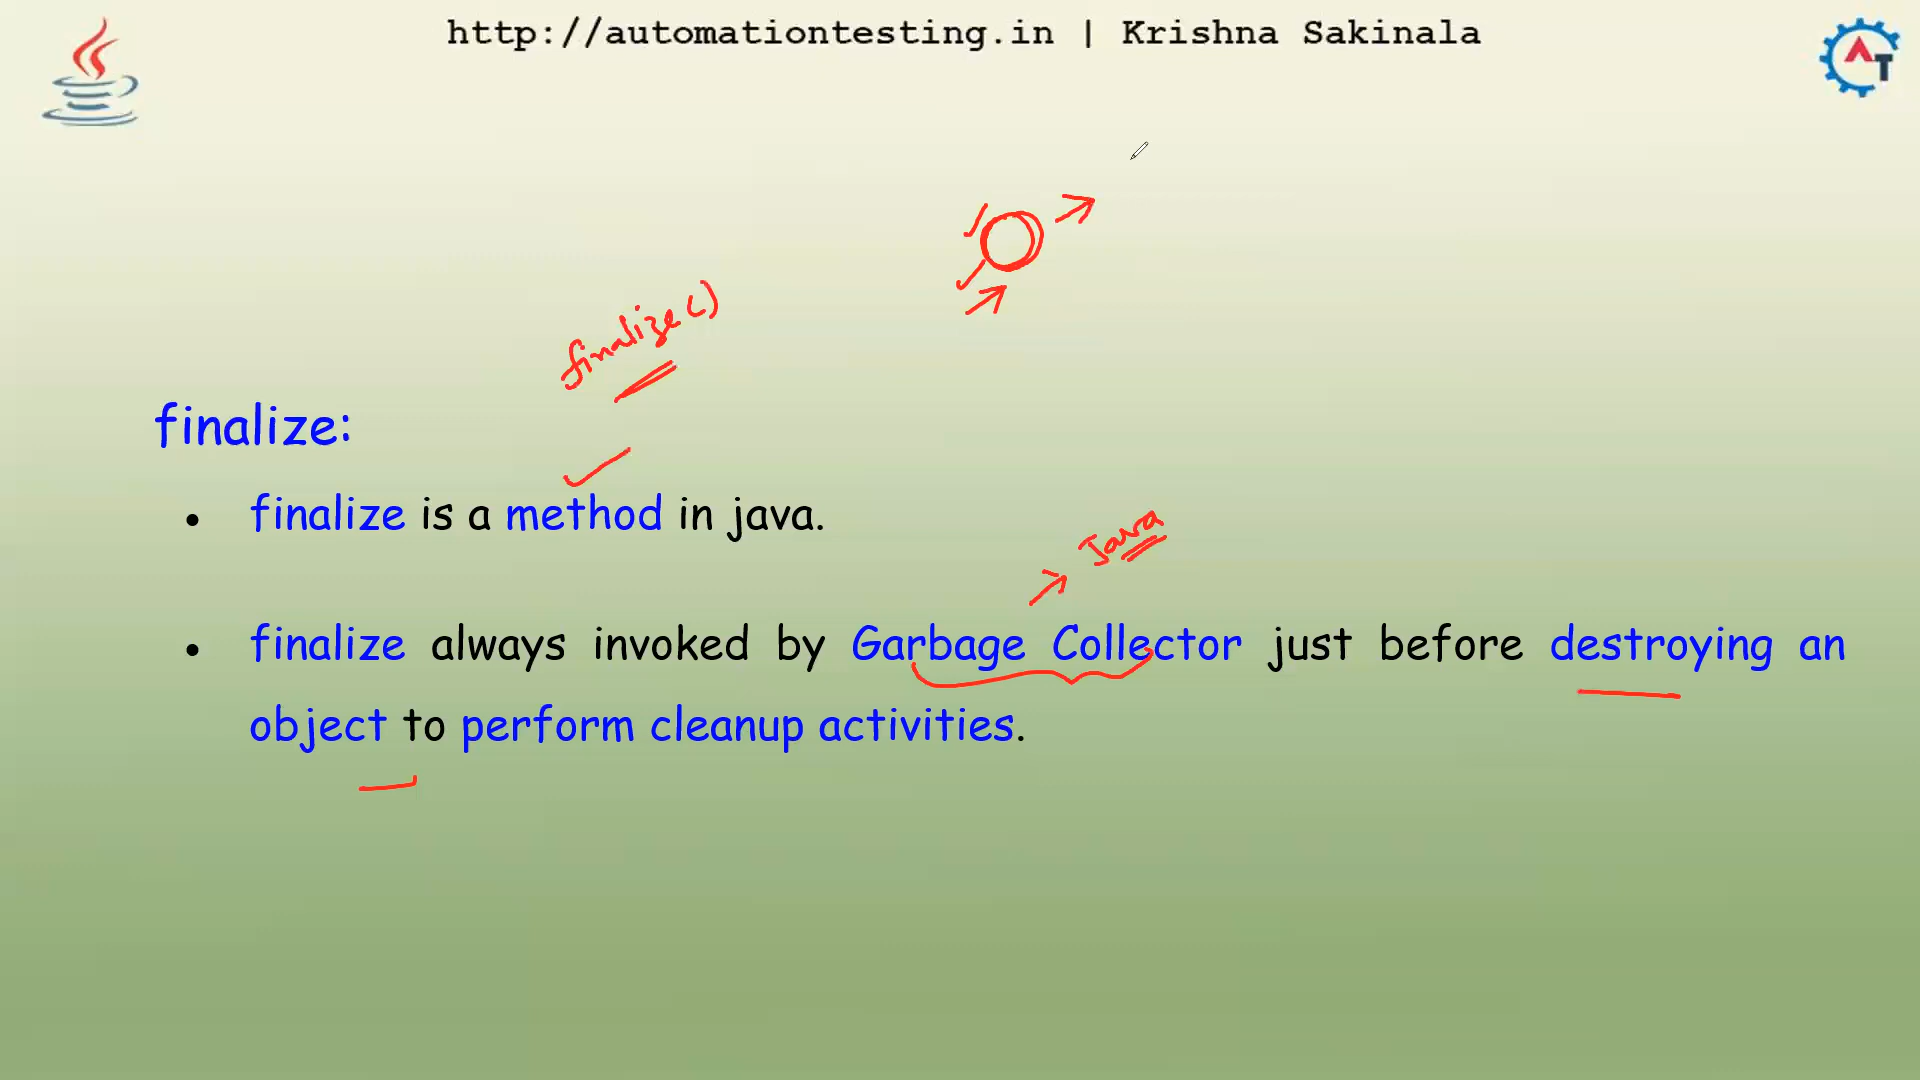 http://automationtesting.in | Krishna Sakinala
AT
finalize()
finalize:
• finalize is a method in java.
Java
• finalize always invoked by Garbage Collector just before destroying an
object to perform cleanup activities.